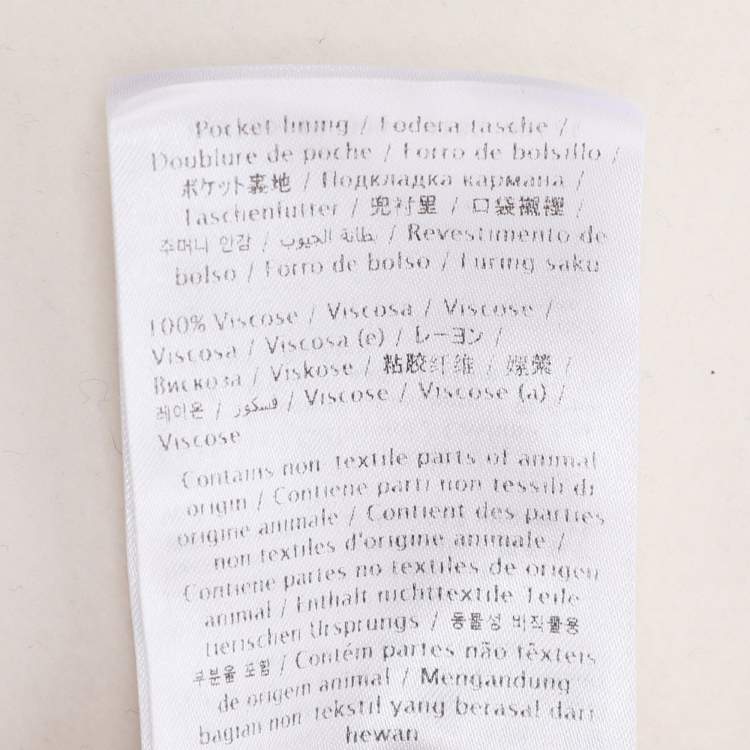 Pocket lining / Fodera tasche /
Doublure de poche / Forro de bolsillo /
ポケット裏地 / Подкладка кармана /
Taschenfutter / 兜衬里 / 口袋襯裡 /
주머니 안감 / بطانة الجيوب / Revestimento de
bolso / Forro de bolso / Furing saku
100% Viscose / Viscosa / Viscose /
Viscosa / Viscosa (e) / レーヨン /
Вискоза / Viskose / 粘胶纤维 / 嫘縈 /
레이온 / فسكوز / Viscose / Viscose (a) /
Viscose
Contains non-textile parts of animal
origin / Contiene parti non tessili di
origine animale / Contient des parties
non textiles d'origine animale /
Contiene partes no textiles de origen
animal / Enthält nichttextile Teile
tierischen Ursprungs / 동물성 비직물용
부분을 포함 / Contém partes não têxteis
de origem animal / Mengandung
bagian non-tekstil yang berasal dari
hewan